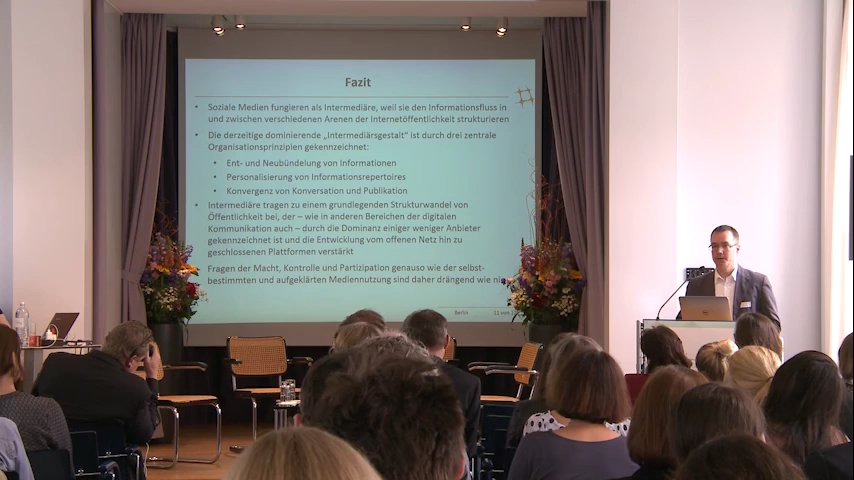 Fazit
• Soziale Medien fungieren als Intermediäre, weil sie den Informationsfluss in
und zwischen verschiedenen Arenen der Internetöffentlichkeit strukturieren
• Die derzeitige dominierende „Intermediärsgestalt“ ist durch drei zentrale
Organisationsprinzipien gekennzeichnet:
• Ent- und Neubündelung von Informationen
• Personalisierung von Informationsrepertoires
• Konvergenz von Konversation und Publikation
• Intermediäre tragen zu einem grundlegenden Strukturwandel von
Öffentlichkeit bei, der – wie in anderen Bereichen der digitalen
Kommunikation auch – durch die Dominanz einiger weniger Anbieter
gekennzeichnet ist und die Entwicklung vom offenen Netz hin zu
geschlossenen Plattformen verstärkt
• Fragen der Macht, Kontrolle und Partizipation genauso wie der selbst-
bestimmten und aufgeklärten Mediennutzung sind daher drängend wie nie
Berlin